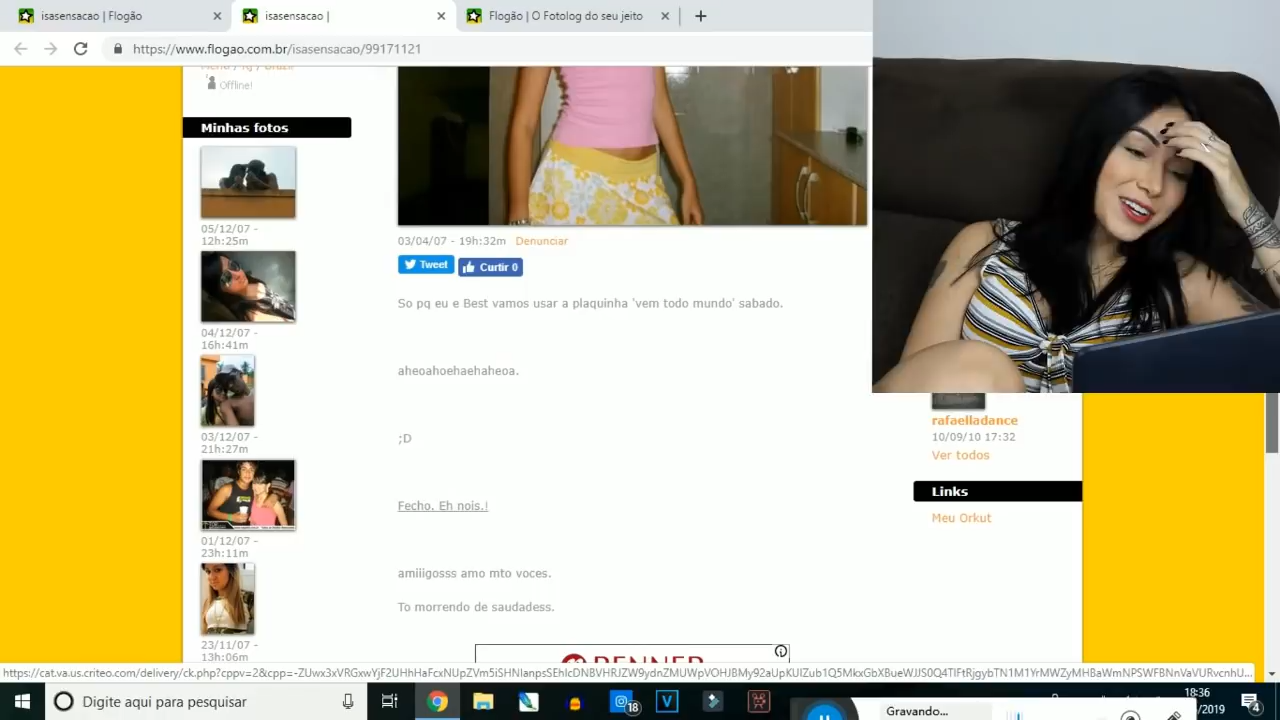 isasensacao | Flogão
isasensacao |
Flogão | O Fotolog do seu jeito
https://www.flogao.com.br/isasensacao/99171121
Offline!
Minhas fotos
05/12/07 -
12h:25m
04/12/07 -
16h:41m
03/12/07 -
21h:27m
01/12/07 -
23h:11m
23/11/07 -
13h:06m
03/04/07 - 19h:32m Denunciar
Tweet
Curtir 0
So pq eu e Best vamos usar a plaquinha 'vem todo mundo' sabado.
aheoahoehaehaheoa.
;D
Fecho. Eh nois.!
amiiigosss amo mto voces.
To morrendo de saudadess.
RENNER
rafaelladance
10/09/10 17:32
Ver todos
Links
Meu Orkut
Digite aqui para pesquisar
18
Gravando...
18:36
/2019
4